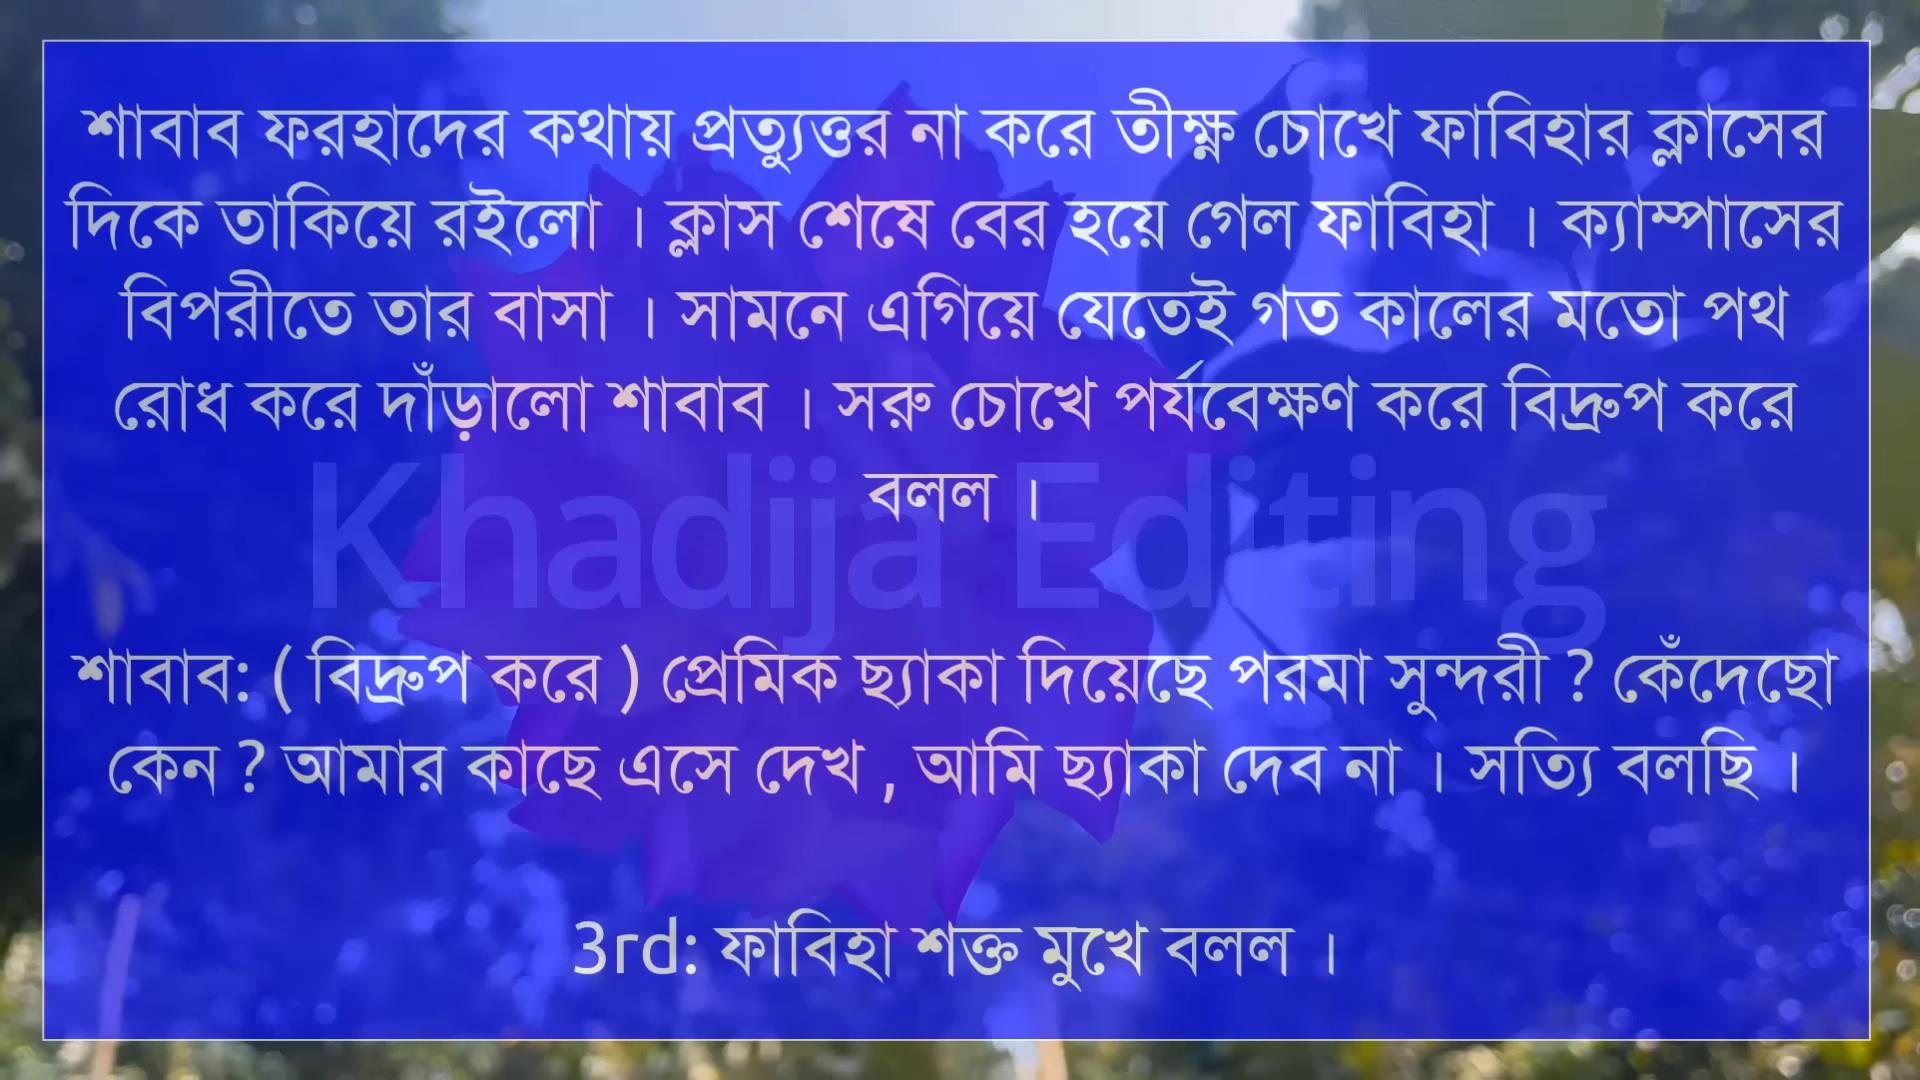 শাবাব ফরহাদের কথায় প্রত্যুত্তর না করে তীক্ষ্ণ চোখে ফাবিহার ক্লাসের
দিকে তাকিয়ে রইলো । ক্লাস শেষে বের হয়ে গেল ফাবিহা । ক্যাম্পাসের
বিপরীতে তার বাসা । সামনে এগিয়ে যেতেই গত কালের মতো পথ
রোধ করে দাঁড়ালো শাবাব । সরু চোখে পর্যবেক্ষণ করে বিদ্রুপ করে
বলল ।
Khadija Editing
শাবাব: ( বিদ্রুপ করে ) প্রেমিক ছ্যাকা দিয়েছে পরমা সুন্দরী ? কেঁদেছো
কেন ? আমার কাছে এসে দেখ , আমি ছ্যাকা দেব না । সত্যি বলছি ।
3rd: ফাবিহা শক্ত মুখে বলল ।